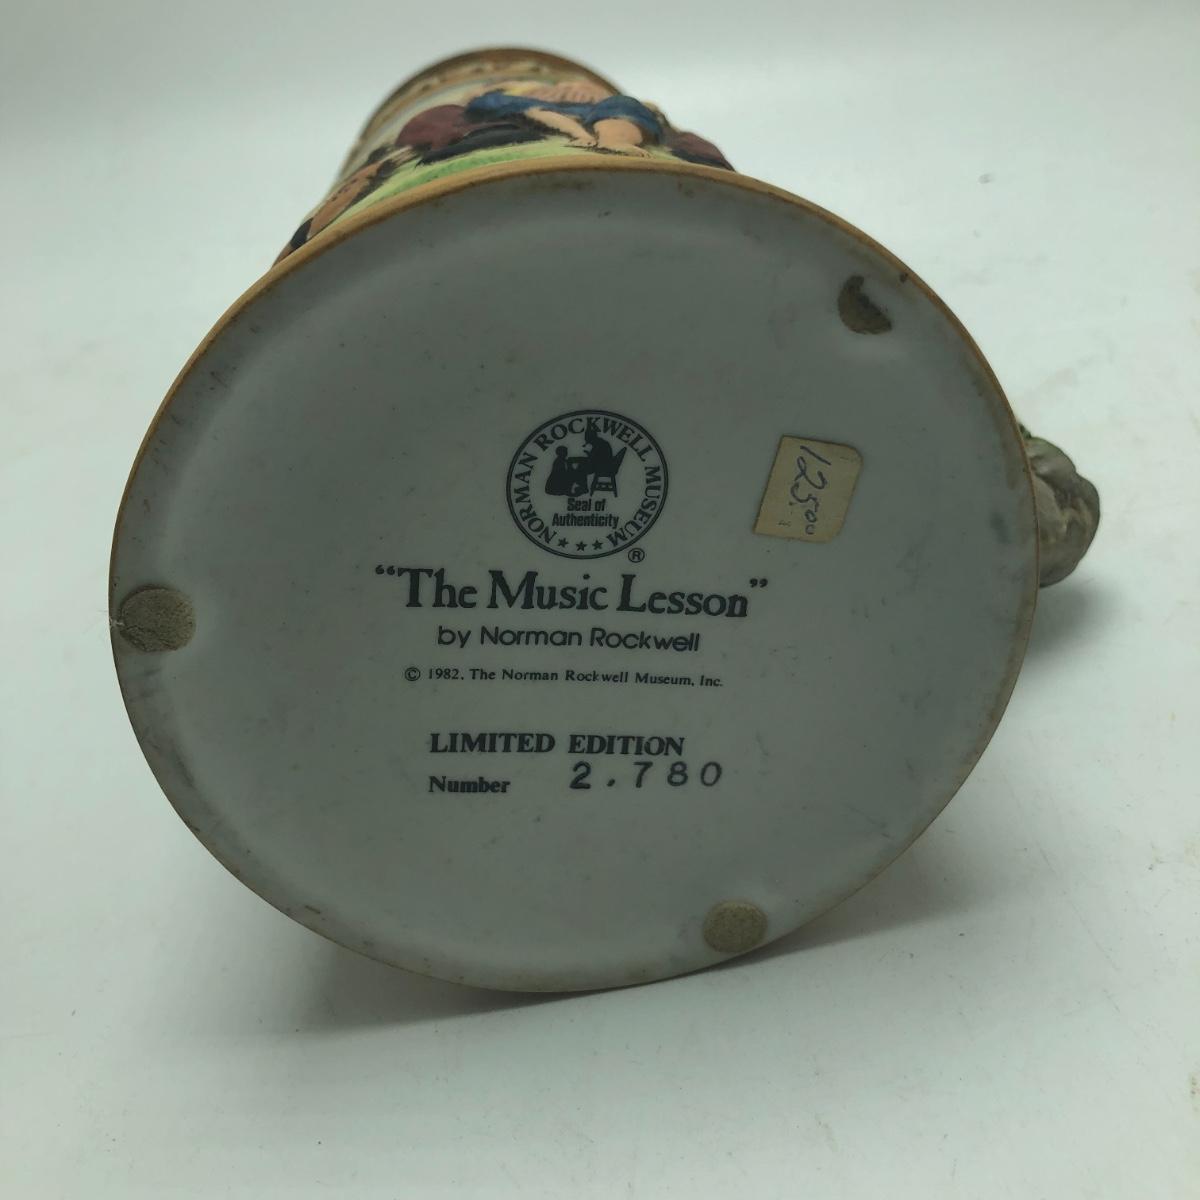 NORMAN ROCKWELL MUSEUM
Seal of
Authenticity
®
“The Music Lesson”
by Norman Rockwell
© 1982. The Norman Rockwell Museum, Inc.
LIMITED EDITION
Number 2.780
12500